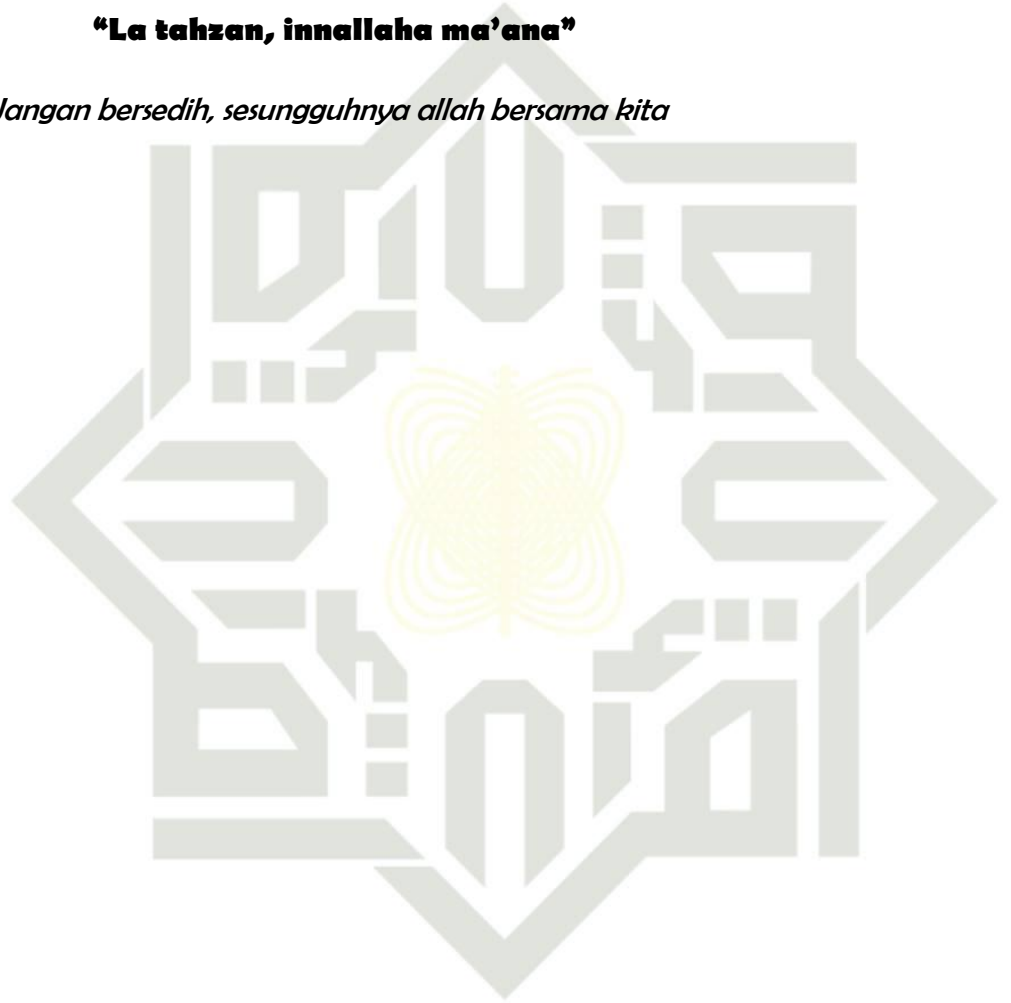 “La tahzan, innallaha ma’ana”
Jangan bersedih, sesungguhnya allah bersama kita